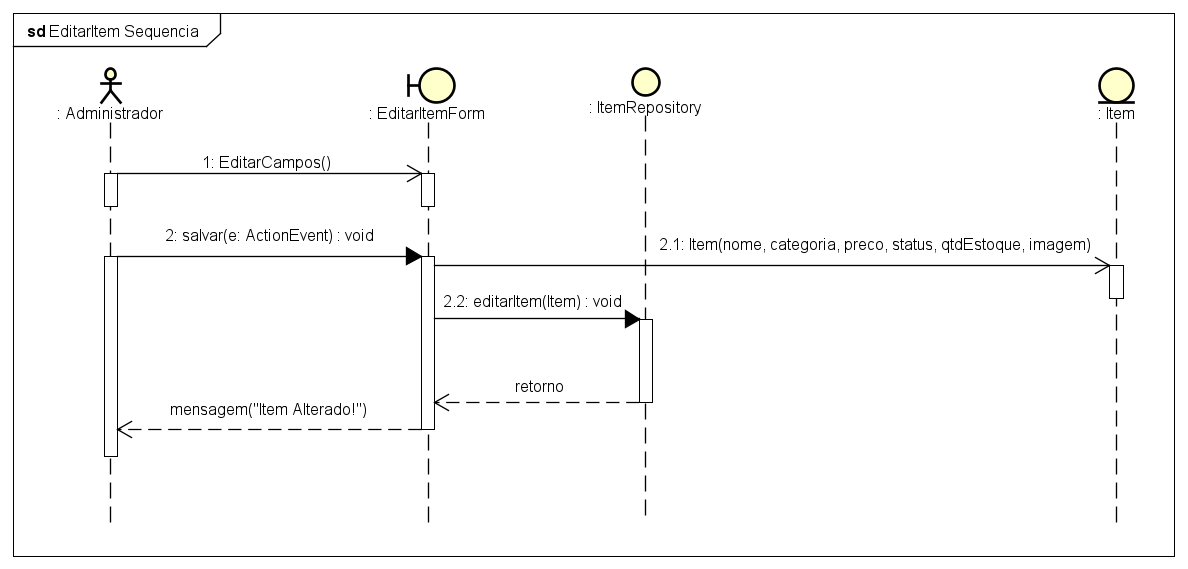 sd EditarItem Sequencia
: Administrador
: EditarItemForm
: ItemRepository
: Item
1: EditarCampos()
2: salvar(e: ActionEvent) : void
2.1: Item(nome, categoria, preco, status, qtdEstoque, imagem)
2.2: editarItem(Item) : void
retorno
mensagem("Item Alterado!")